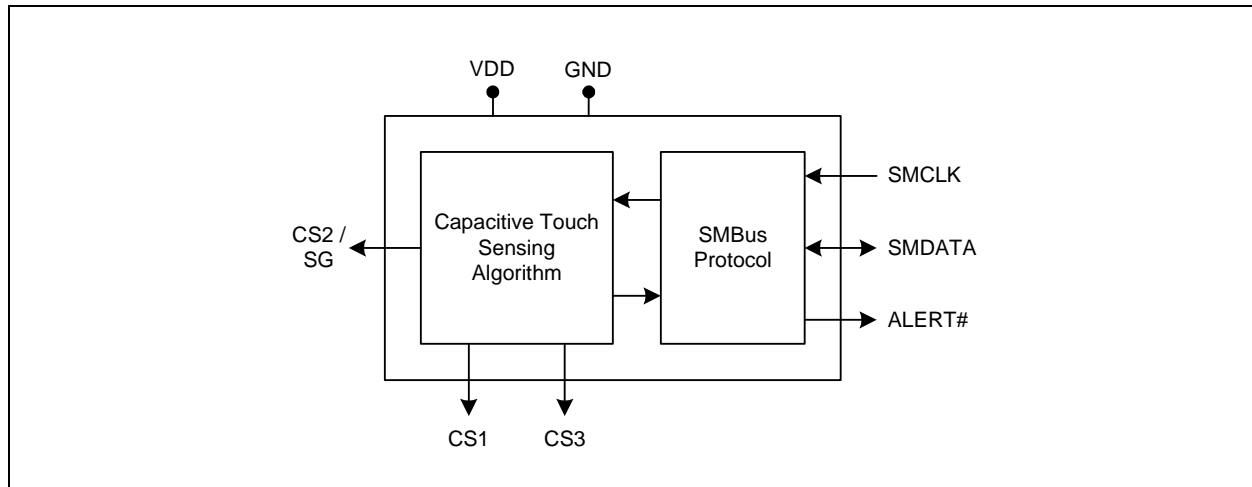 VDD
GND
Capacitive Touch
Sensing
Algorithm
SMBus
Protocol
CS2 /
SG
SMCLK
SMDATA
ALERT#
CS1
CS3